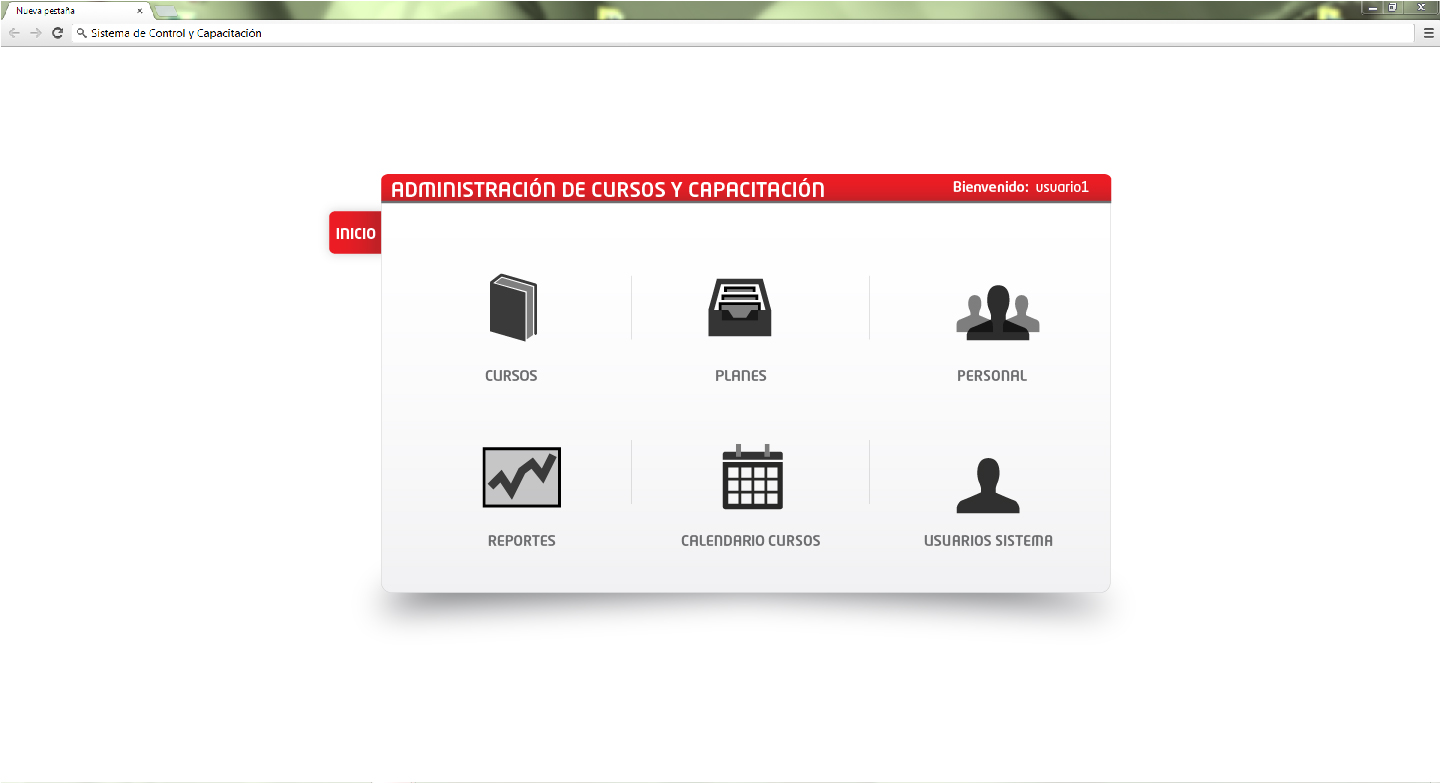 Nueva pestaña
Sistema de Control y Capacitación
ADMINISTRACIÓN DE CURSOS Y CAPACITACIÓN
Bienvenido: usuario1
INICIO
CURSOS
PLANES
PERSONAL
REPORTES
CALENDARIO CURSOS
USUARIOS SISTEMA